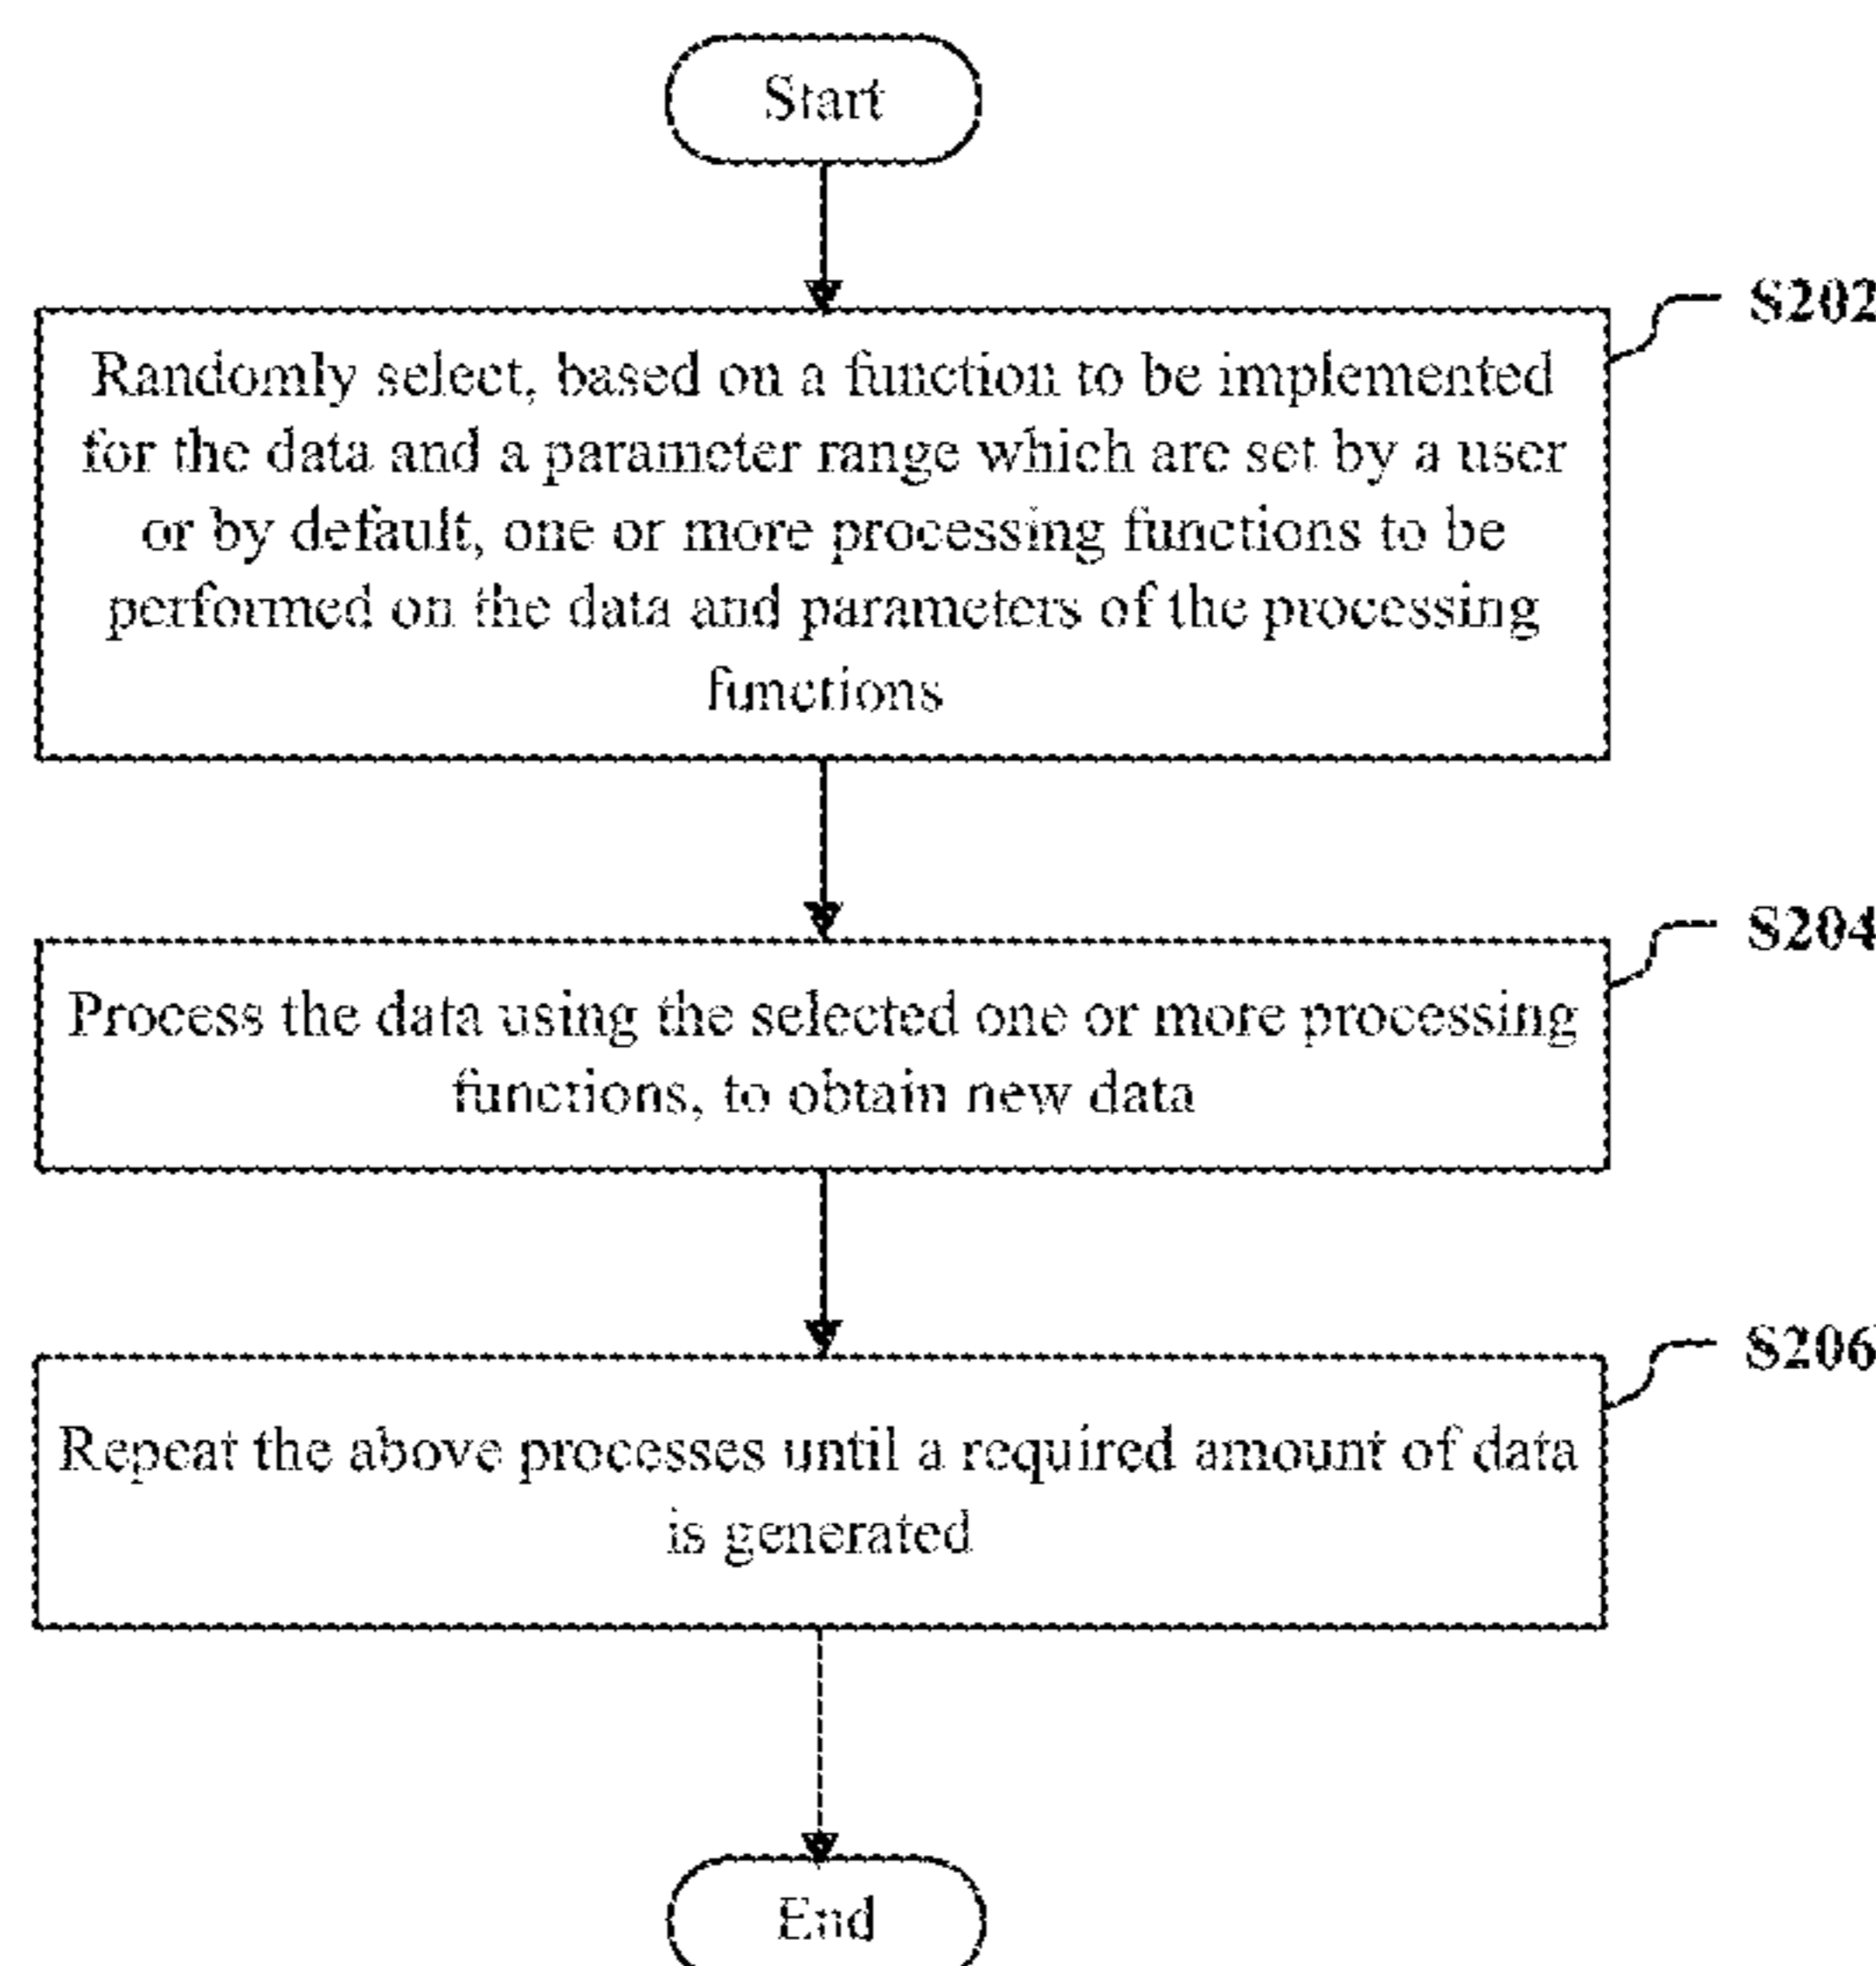 Start
S202
Randomly select, based on a function to be implemented
for the data and a parameter range which are set by a user
or by default, one or more processing functions to be
performed on the data and parameters of the processing
functions
S204
Process the data using the selected one or more processing
functions, to obtain new data
S206
Repeat the above processes until a required amount of data
is generated
End